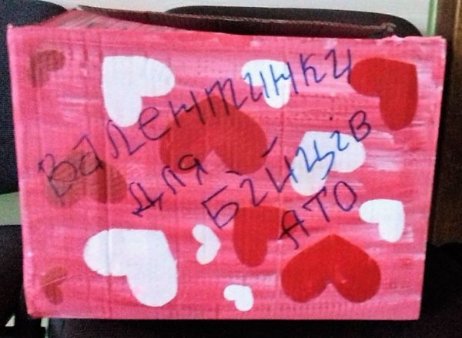 Валентинки
для Бійців
АТО